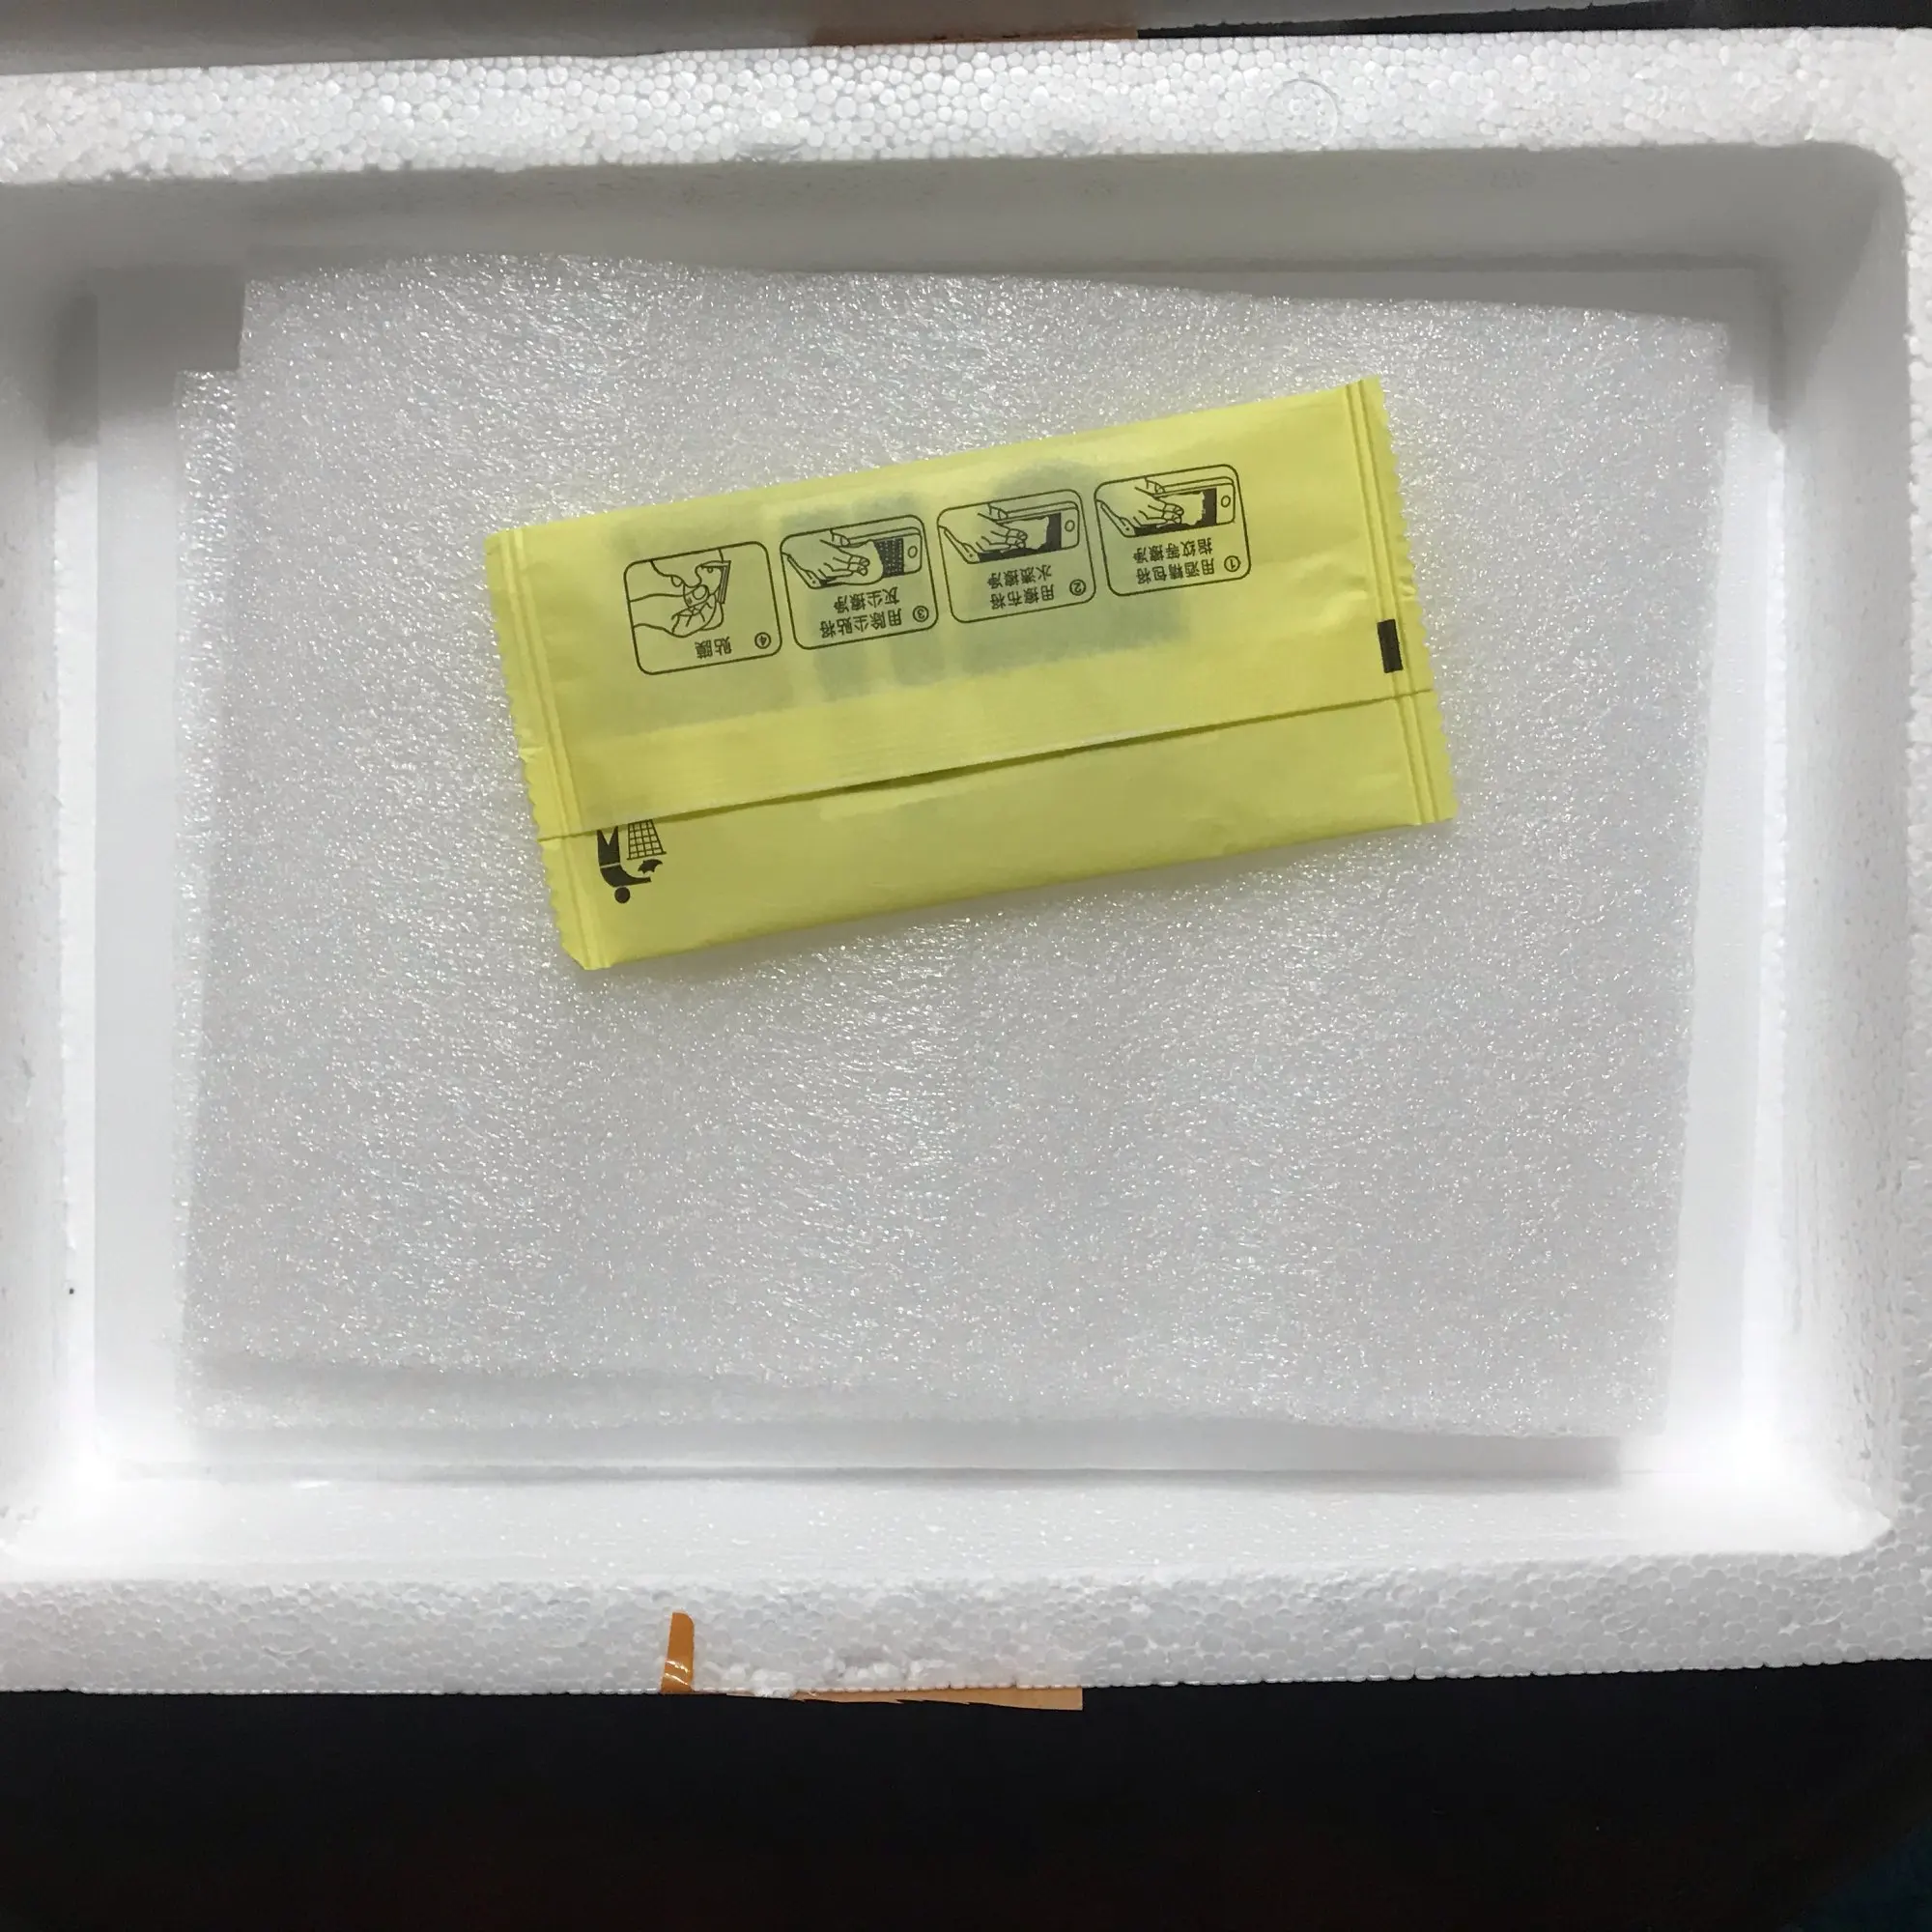 ①用酒精包将
指纹等擦净
②用擦布将
水渍擦净
③用除尘贴将
灰尘擦净
④贴膜